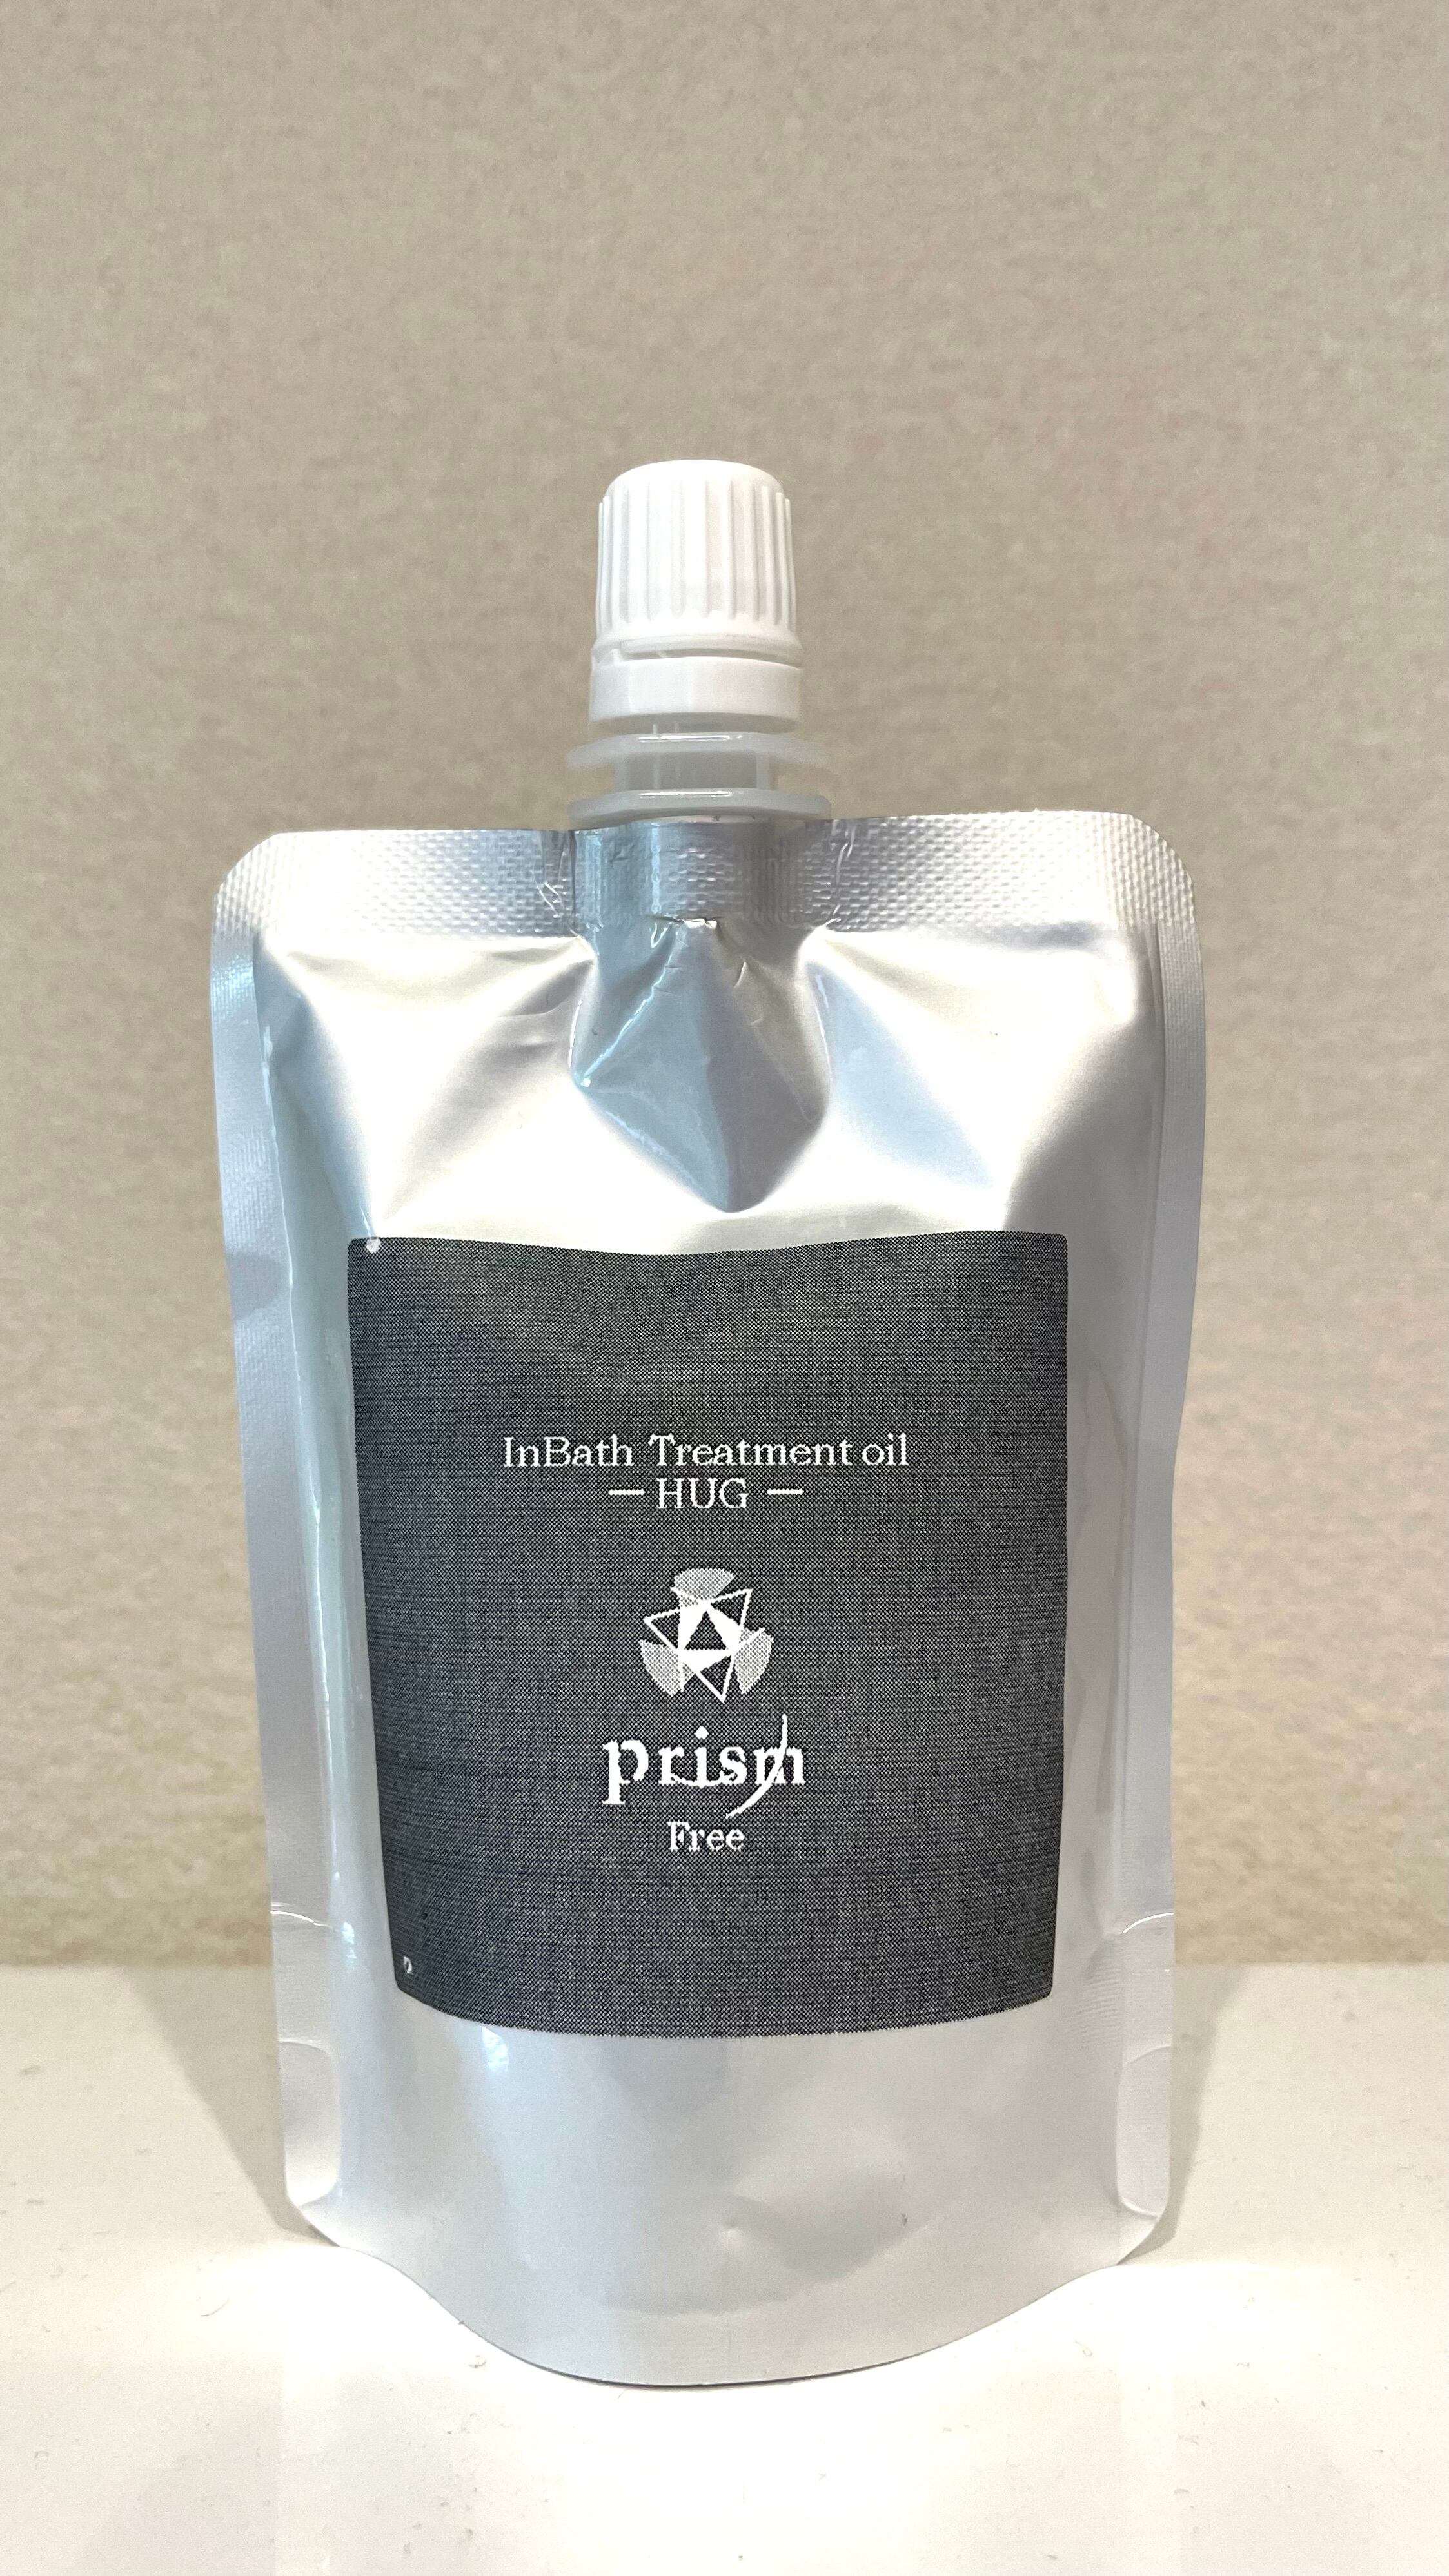 InBath Treatment oil
— HUG —
prism
Free